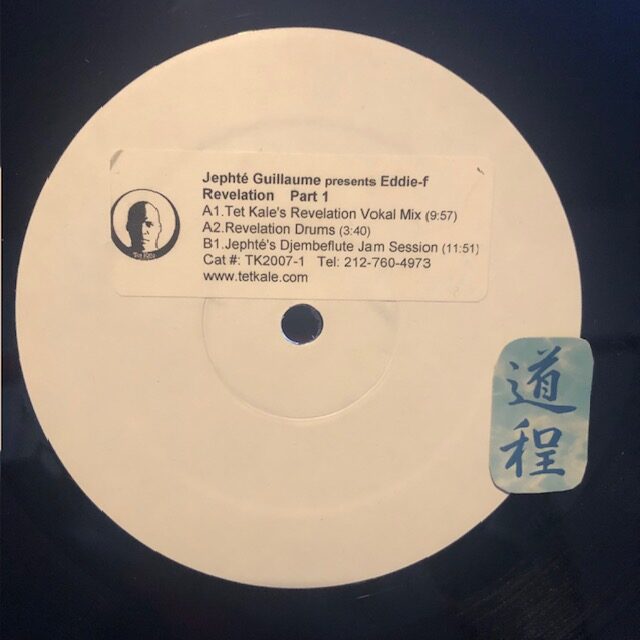 Jephté Guillaume presents Eddie-f
Revelation Part 1
A1.Tet Kale's Revelation Vokal Mix (9:57)
A2.Revelation Drums (3:40)
B1.Jephté's Djembeflute Jam Session (11:51)
Cat #: TK2007-1 Tel: 212-760-4973
www.tetkale.com
Tet Kale
道程